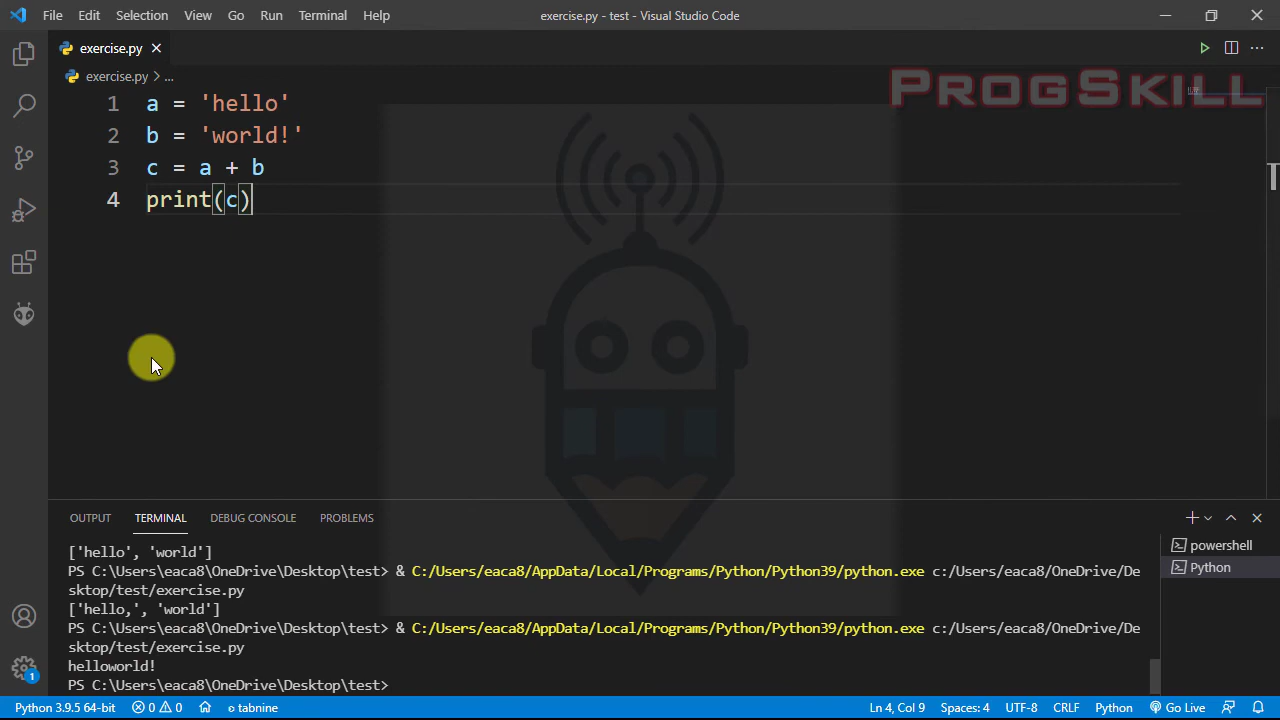 File Edit Selection View Go Run Terminal Help exercise.py - test - Visual Studio Code
exercise.py
exercise.py > ...
PROGSKILL
1 a = 'hello'
2 b = 'world!'
3 c = a + b
4 print(c)
OUTPUT TERMINAL DEBUG CONSOLE PROBLEMS
['hello', 'world']
PS C:\Users\eaca8\OneDrive\Desktop\test> & C:/Users/eaca8/AppData/Local/Programs/Python/Python39/python.exe c:/Users/eaca8/OneDrive/De
sktop/test/exercise.py
['hello,', 'world']
PS C:\Users\eaca8\OneDrive\Desktop\test> & C:/Users/eaca8/AppData/Local/Programs/Python/Python39/python.exe c:/Users/eaca8/OneDrive/De
sktop/test/exercise.py
helloworld!
PS C:\Users\eaca8\OneDrive\Desktop\test>
powershell
Python
1
Python 3.9.5 64-bit 0 0 tabnine Ln 4, Col 9 Spaces: 4 UTF-8 CRLF Python Go Live